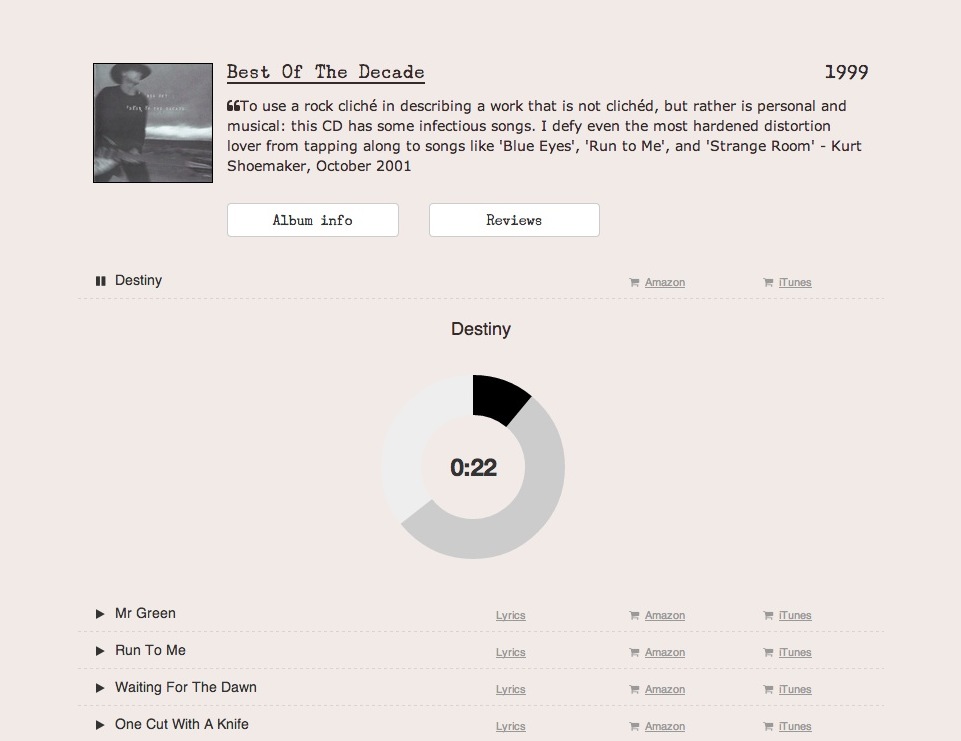 Best Of The Decade
1999
❝To use a rock cliché in describing a work that is not clichéd, but rather is personal and
musical: this CD has some infectious songs. I defy even the most hardened distortion
lover from tapping along to songs like 'Blue Eyes', 'Run to Me', and 'Strange Room' - Kurt
Shoemaker, October 2001
Album info
Reviews
Destiny
Amazon
iTunes
Destiny
0:22
Mr Green
Lyrics
Amazon
iTunes
Run To Me
Lyrics
Amazon
iTunes
Waiting For The Dawn
Lyrics
Amazon
iTunes
One Cut With A Knife
Lyrics
Amazon
iTunes